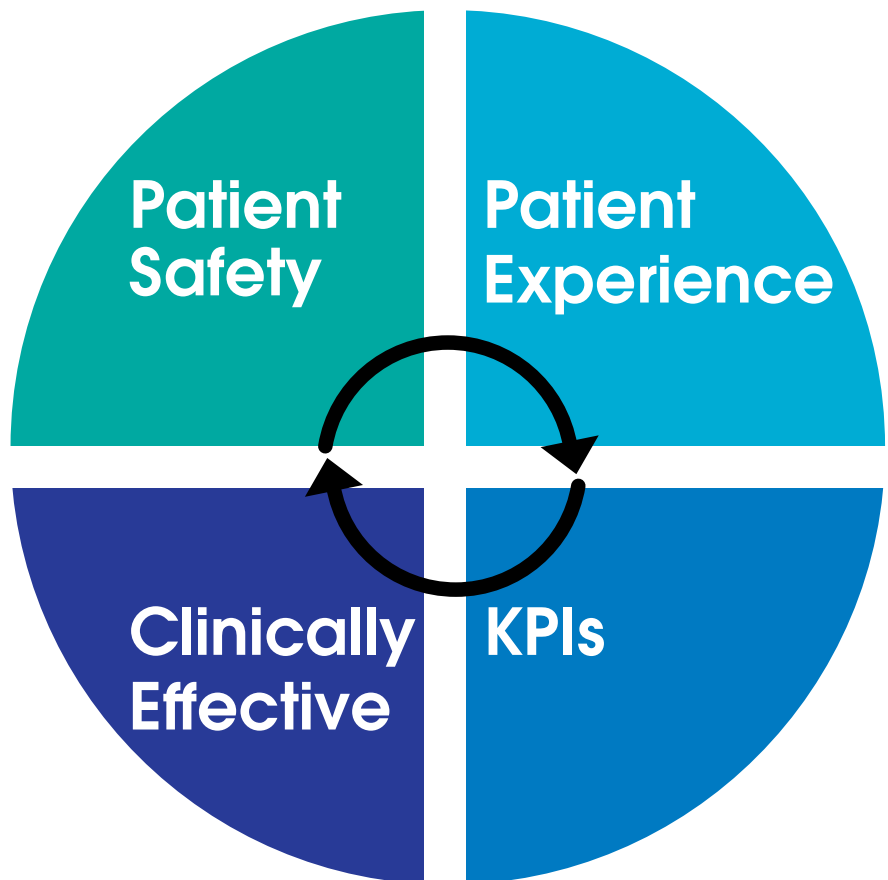 Patient
Safety
Patient
Experience
Clinically
Effective
KPIs